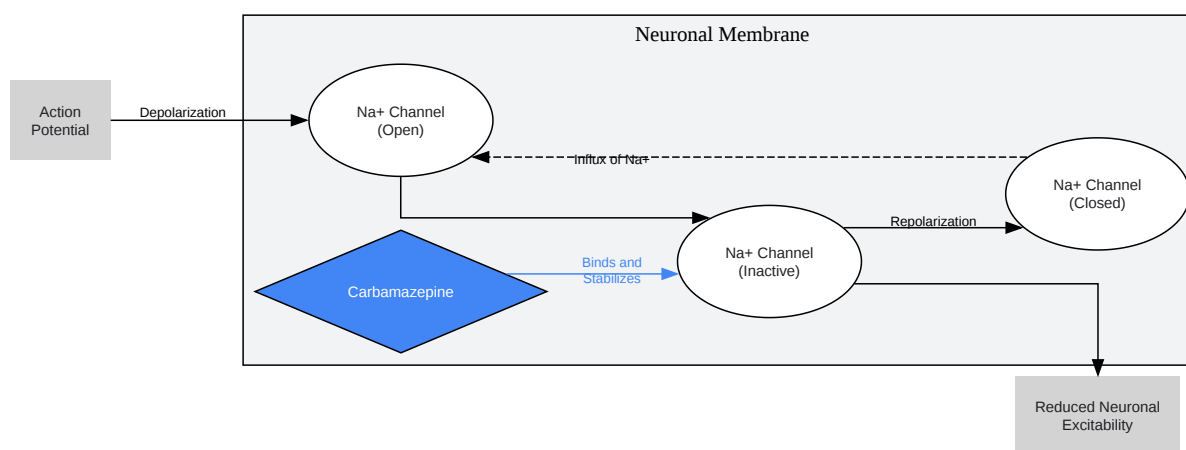 Neuronal Membrane
Action
Potential
Depolarization
Na+ Channel
(Open)
Influx of Na+
Na+ Channel
(Closed)
Repolarization
Na+ Channel
(Inactive)
Binds and
Stabilizes
Carbamazepine
Reduced Neuronal
Excitability